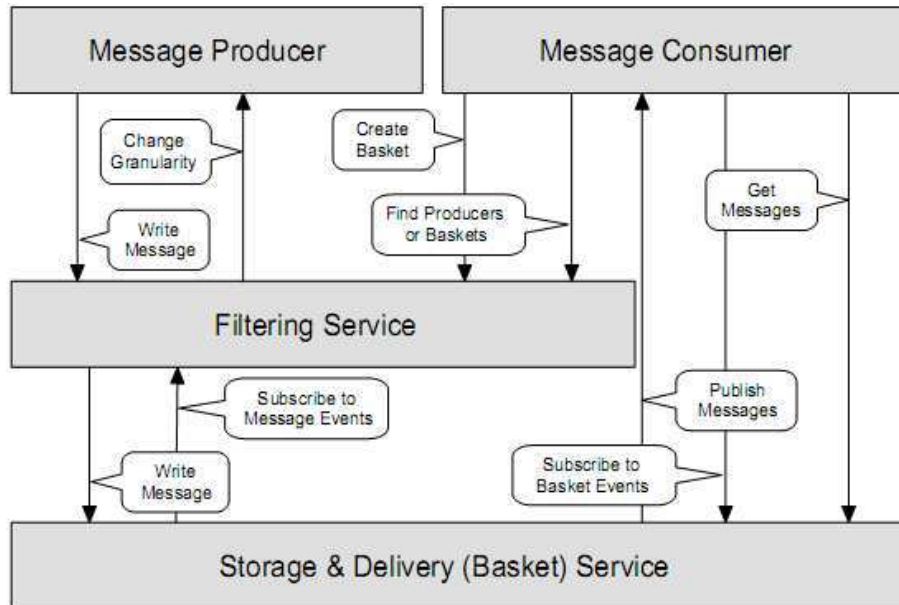 Message Producer
Message Consumer
Change
Granularity
Create
Basket
Get
Messages
Find Producers
or Baskets
Write
Message
Filtering Service
Subscribe to
Message Events
Publish
Messages
Write
Message
Subscribe to
Basket Events
Storage & Delivery (Basket) Service